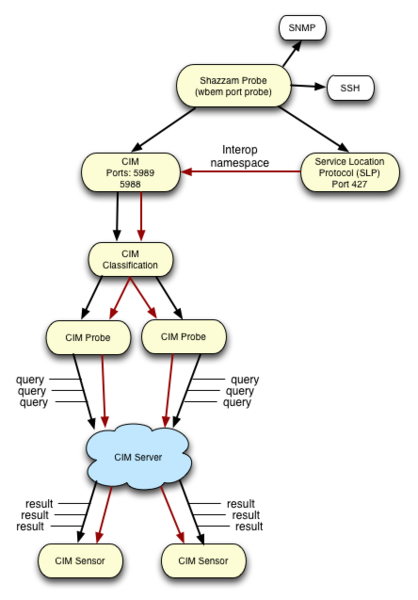 SNMP
Shazzam Probe
(wbem port probe)
SSH
Interop
namespace
CIM
Ports: 5989
5988
Service Location
Protocol (SLP)
Port 427
CIM
Classification
CIM Probe
CIM Probe
query
query
query
query
query
query
CIM Server
result
result
result
result
result
result
CIM Sensor
CIM Sensor